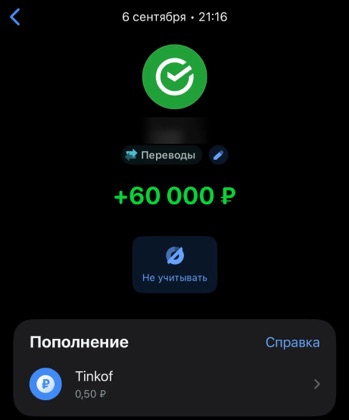 6 сентября • 21:16
Переводы
+60 000 ₽
Не учитывать
Пополнение Справка
Tinkof
0,50 ₽